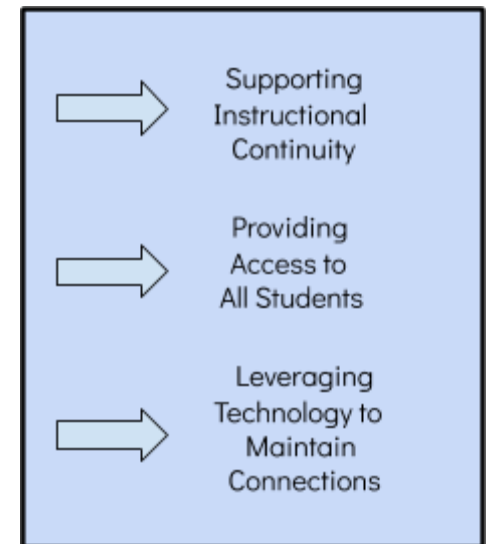 Supporting
Instructional
Continuity
Providing
Access to
All Students
Leveraging
Technology to
Maintain
Connections